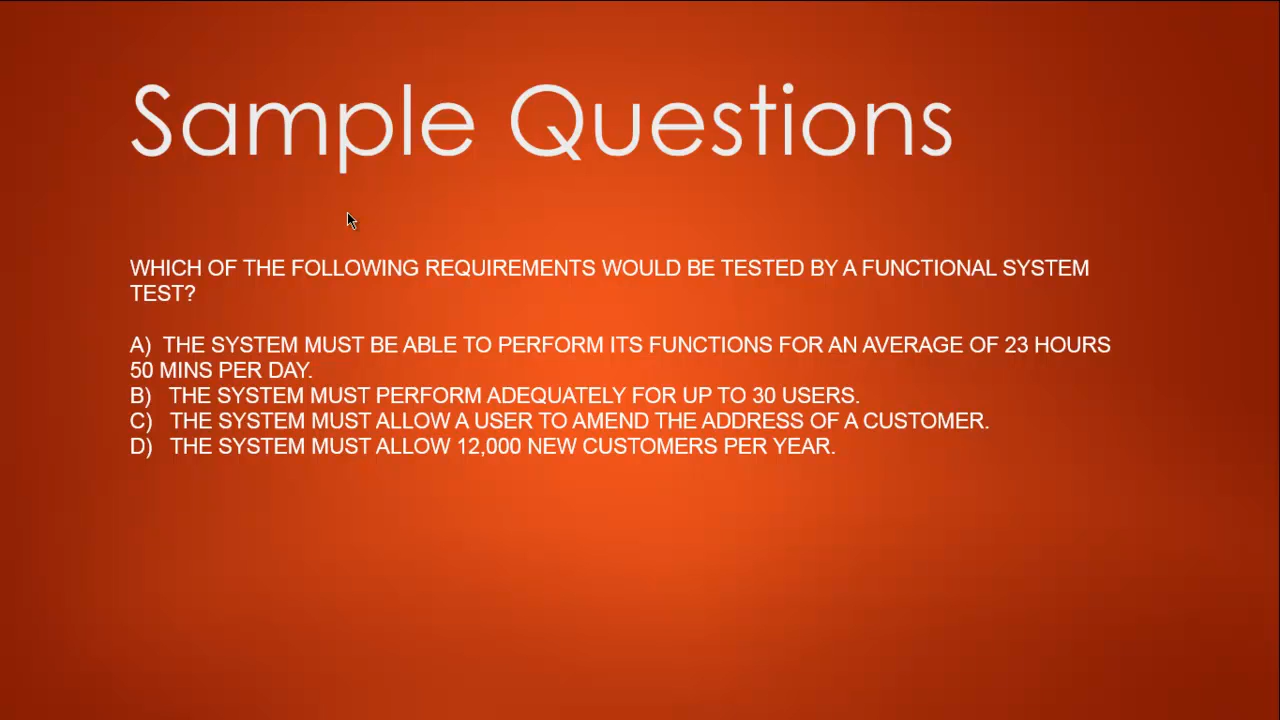 Sample Questions
WHICH OF THE FOLLOWING REQUIREMENTS WOULD BE TESTED BY A FUNCTIONAL SYSTEM
TEST?
A) THE SYSTEM MUST BE ABLE TO PERFORM ITS FUNCTIONS FOR AN AVERAGE OF 23 HOURS
50 MINS PER DAY.
B) THE SYSTEM MUST PERFORM ADEQUATELY FOR UP TO 30 USERS.
C) THE SYSTEM MUST ALLOW A USER TO AMEND THE ADDRESS OF A CUSTOMER.
D) THE SYSTEM MUST ALLOW 12,000 NEW CUSTOMERS PER YEAR.